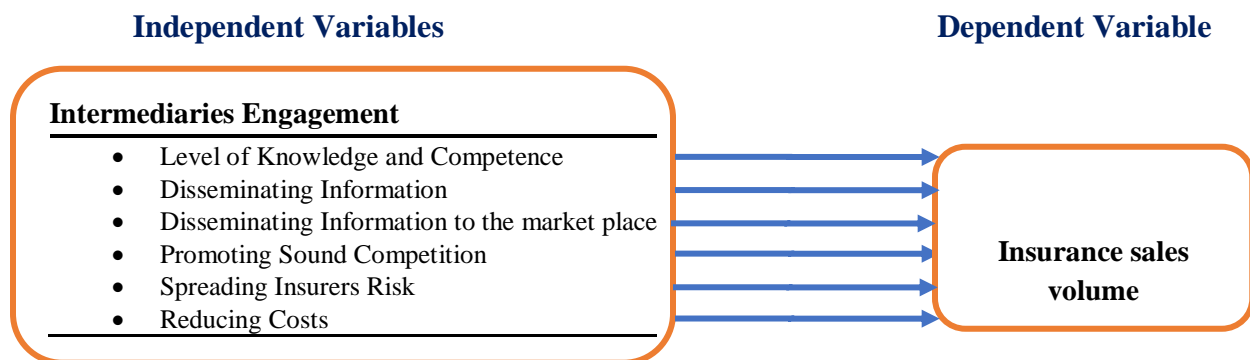 Independent Variables
Dependent Variable
Intermediaries Engagement
• Level of Knowledge and Competence
• Disseminating Information
• Disseminating Information to the market place
• Promoting Sound Competition
• Spreading Insurers Risk
• Reducing Costs
Insurance sales
volume